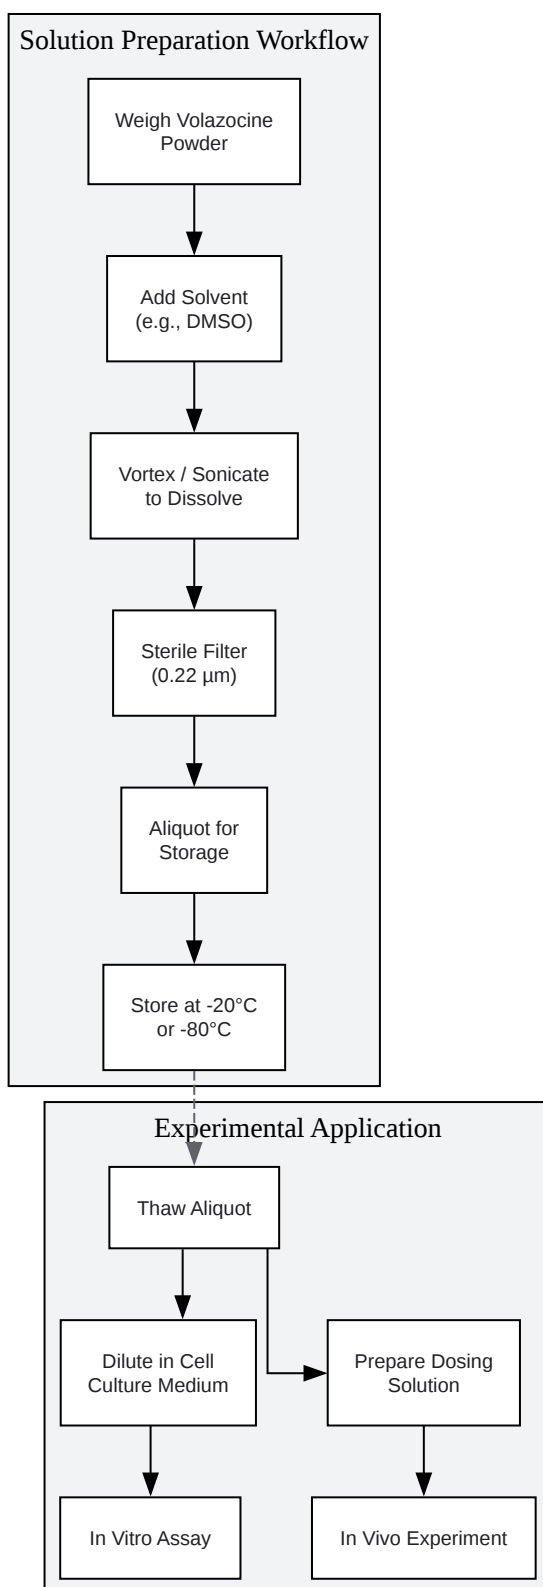 Solution Preparation Workflow
Weigh Volazocine
Powder
Add Solvent
(e.g., DMSO)
Vortex / Sonicate
to Dissolve
Sterile Filter
(0.22 µm)
Aliquot for
Storage
Store at -20°C
or -80°C
Experimental Application
Thaw Aliquot
Dilute in Cell
Culture Medium
Prepare Dosing
Solution
In Vitro Assay
In Vivo Experiment